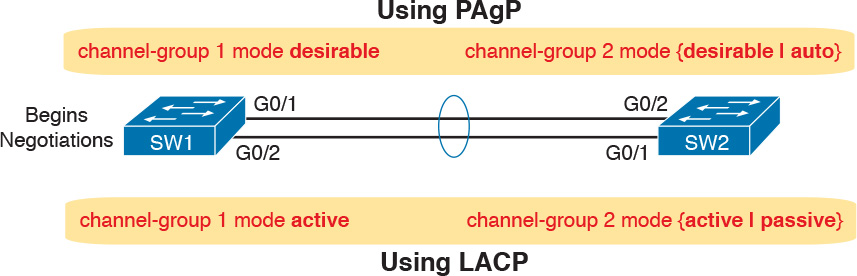 Using PAgP
channel-group 1 mode desirable
channel-group 2 mode {desirable | auto}
Begins
Negotiations
SW1
G0/1
G0/2
G0/2
G0/1
SW2
channel-group 1 mode active
channel-group 2 mode {active | passive}
Using LACP